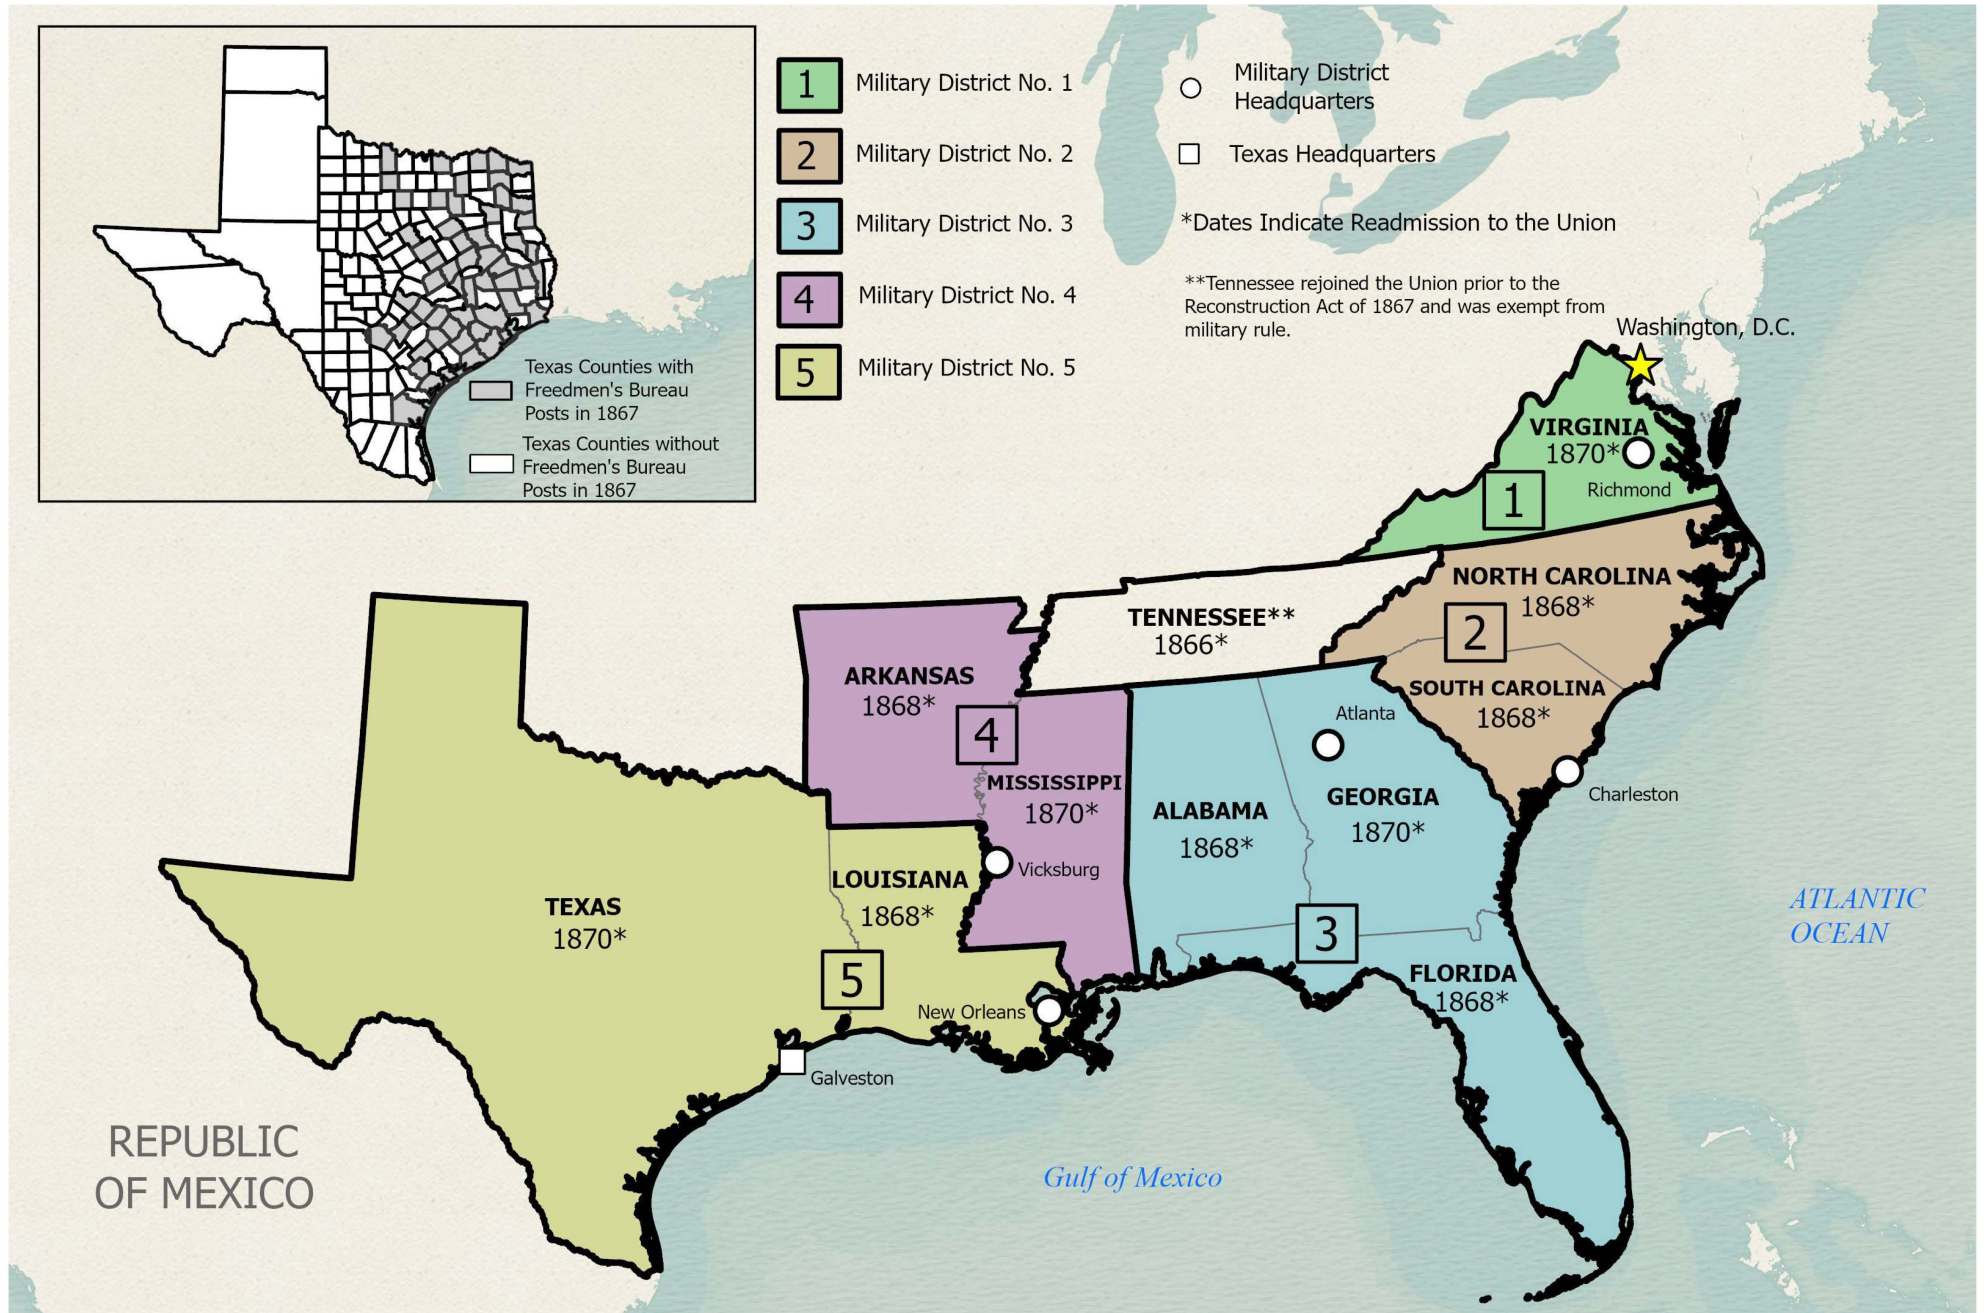 Texas Counties with
Freedmen's Bureau
Posts in 1867
Texas Counties without
Freedmen's Bureau
Posts in 1867
1 Military District No. 1
2 Military District No. 2
3 Military District No. 3
4 Military District No. 4
5 Military District No. 5
Military District
Headquarters
Texas Headquarters
*Dates Indicate Readmission to the Union
**Tennessee rejoined the Union prior to the
Reconstruction Act of 1867 and was exempt from
military rule.
Washington, D.C.
VIRGINIA
1870*
Richmond
1
NORTH CAROLINA
1868*
2
TENNESSEE**
1866*
SOUTH CAROLINA
1868*
Charleston
ARKANSAS
1868*
4
MISSISSIPPI
1870*
Vicksburg
Atlanta
ALABAMA
1868*
GEORGIA
1870*
3
FLORIDA
1868*
LOUISIANA
1868*
TEXAS
1870*
5
New Orleans
Galveston
ATLANTIC
OCEAN
Gulf of Mexico
REPUBLIC
OF MEXICO